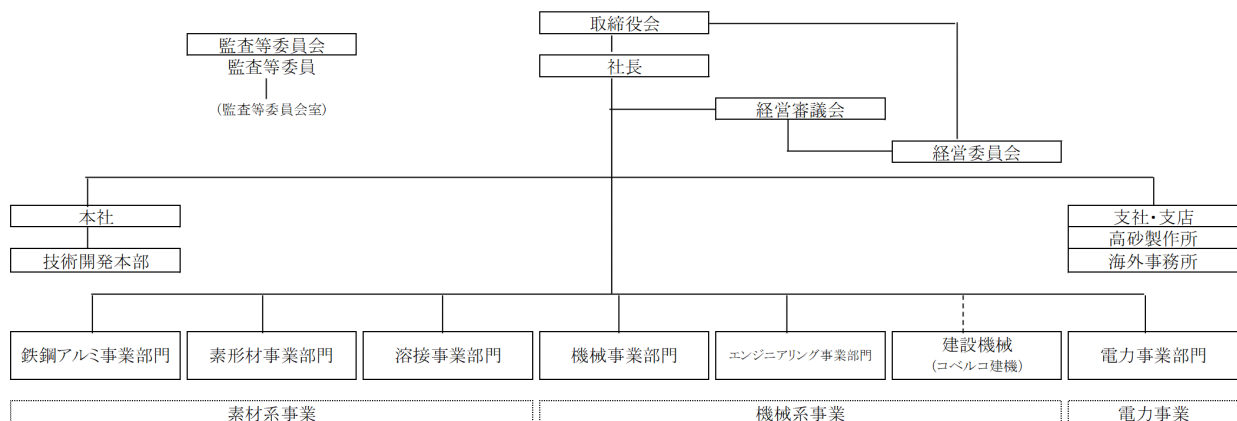 取締役会
監査等委員会
監査等委員
社長
(監査等委員会室)
経営審議会
経営委員会
本社
支社・支店
高砂製作所
技術開発本部
海外事務所
鉄鋼アルミ事業部門
素形材事業部門
溶接事業部門
機械事業部門
エンジニアリング事業部門
建設機械
(コベルコ建機)
電力事業部門
素材系事業
機械系事業
電力事業